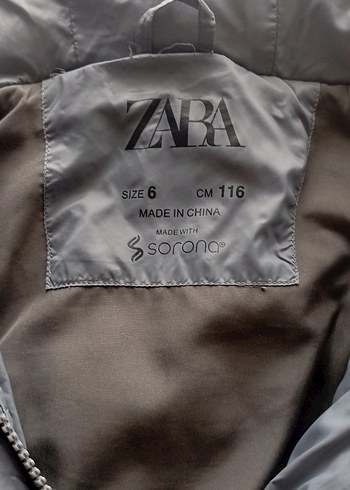 ZARA
SIZE 6 CM 116
MADE IN CHINA
MADE WITH
sorona®